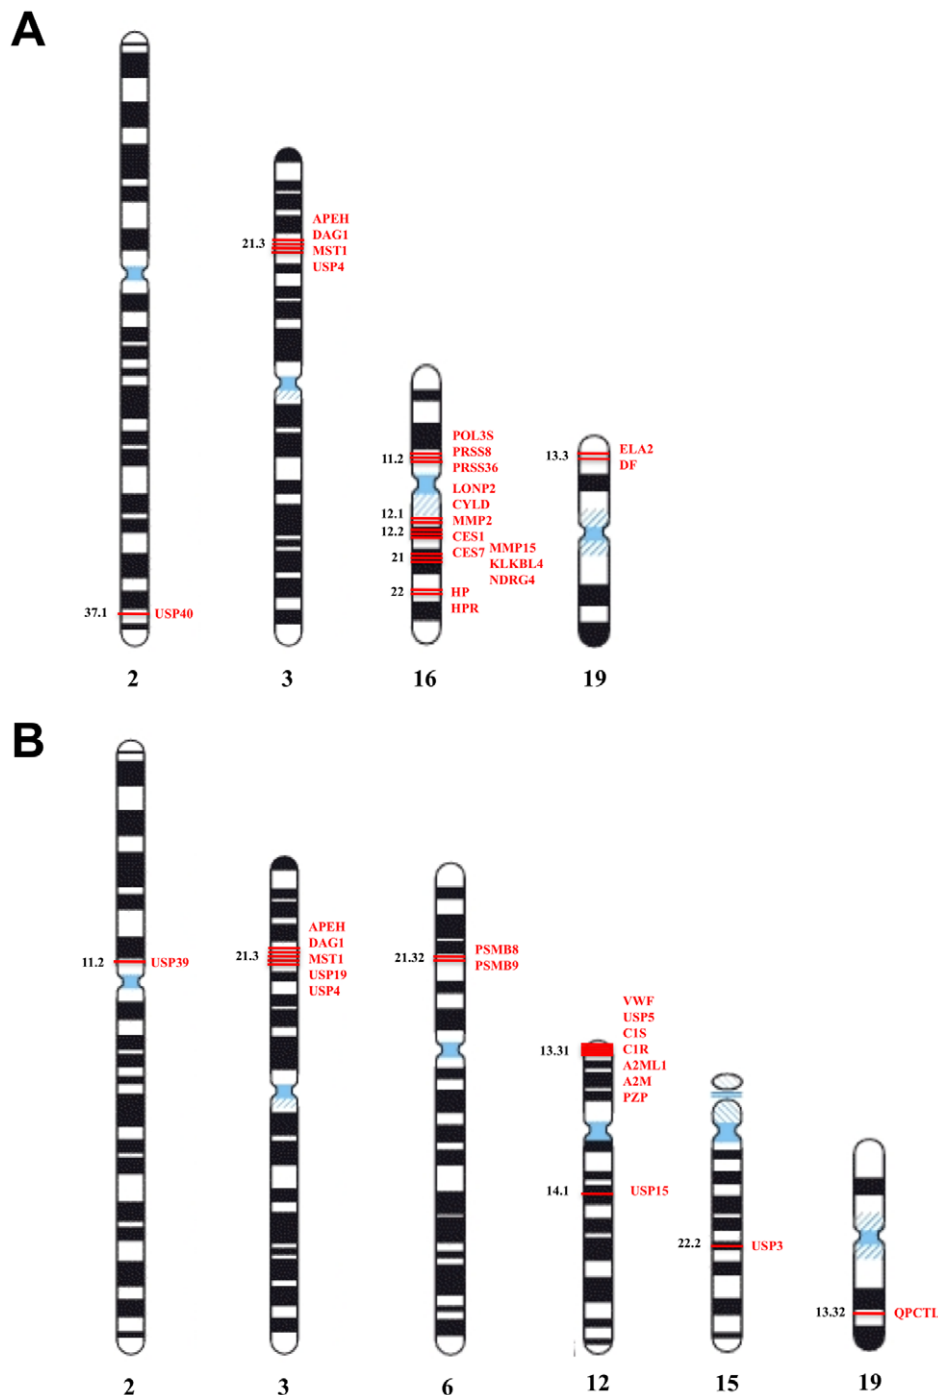 A
21.3
APEH
DAG1
MST1
USP4
11.2
POL3S
PRSS8
PRSS36
13.3
ELA2
DF
LONP2
CYLD
12.1
MMP2
12.2
CES1
CES7
MMP15
21
KLKBL4
NDRG4
22
HP
HPR
37.1
USP40
2
3
16
19
B
11.2
USP39
21.3
APEH
DAG1
MST1
USP19
USP4
21.32
PSMB8
PSMB9
13.31
VWF
USP5
C1S
C1R
A2ML1
A2M
PZP
14.1
USP15
22.2
USP3
13.32
QPCTL
2
3
6
12
15
19